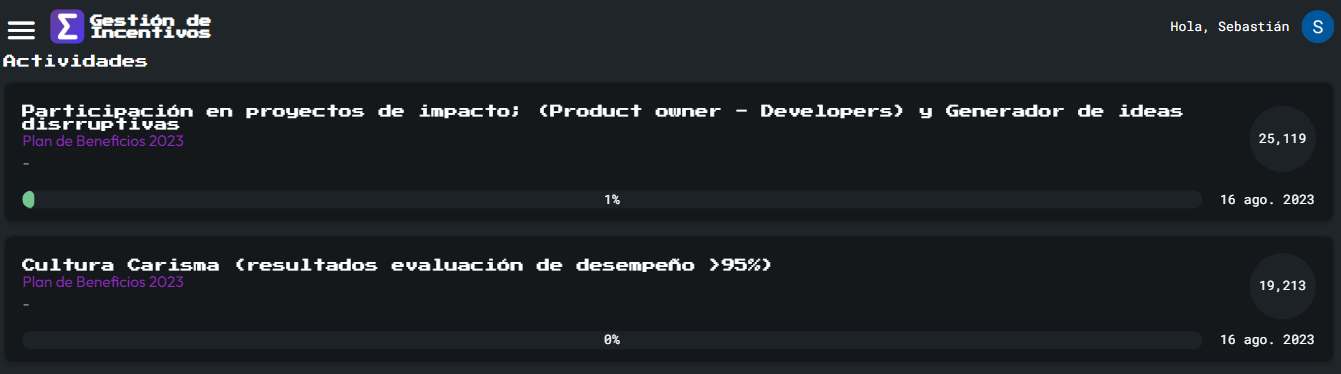 Gestión de
Incentivos
Hola, Sebastián
S
Actividades
Participación en proyectos de impacto; (Product owner - Developers) y Generador de ideas
disrruptivas
Plan de Beneficios 2023
-
25,119
1%
16 ago. 2023
Cultura Carisma (resultados evaluación de desempeño >95%)
Plan de Beneficios 2023
-
19,213
0%
16 ago. 2023